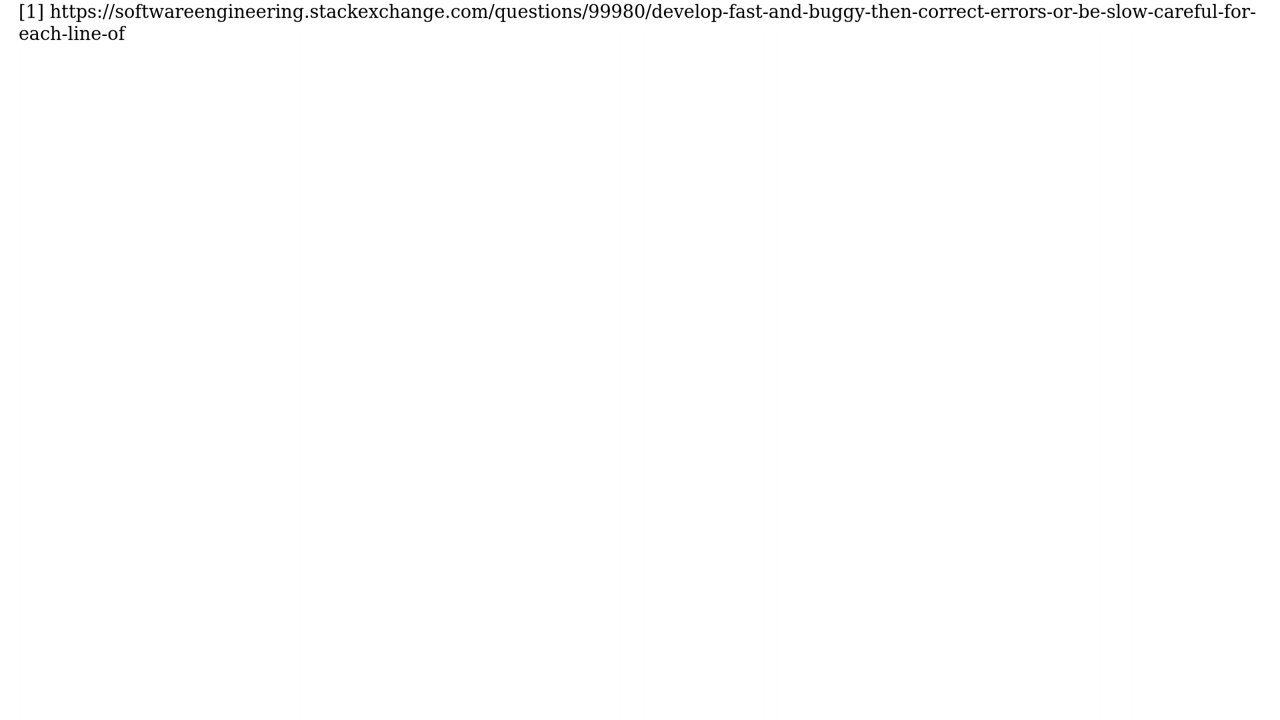 [1] https://softwareengineering.stackexchange.com/questions/99980/develop-fast-and-buggy-then-correct-errors-or-be-slow-careful-for-
each-line-of